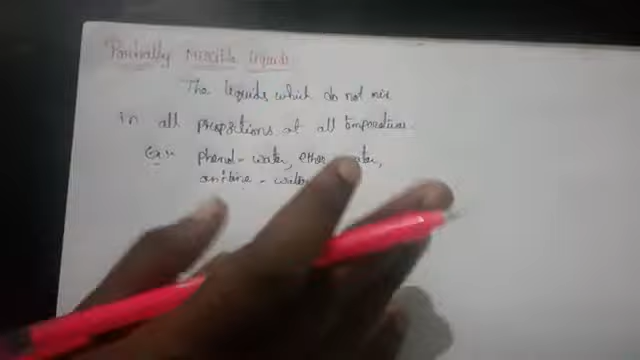 Partially Miscible liquids
The liquids which do not mix
in all proportions at all temperatures.
Ex:- phenol - water, ether - water,
aniline - water